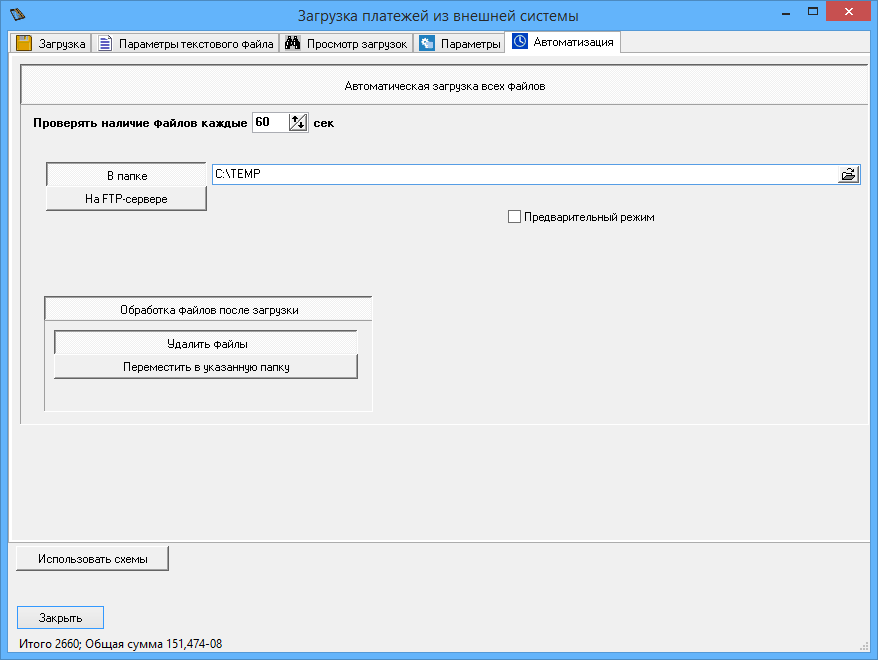 Загрузка платежей из внешней системы
Загрузка
Параметры текстового файла
Просмотр загрузок
Параметры
Автоматизация
Автоматическая загрузка всех файлов
Проверять наличие файлов каждые 60 сек
В папке
C:\TEMP
На FTP-сервере
Предварительный режим
Обработка файлов после загрузки
Удалить файлы
Переместить в указанную папку
Использовать схемы
Закрыть
Итого 2660; Общая сумма 151,474-08